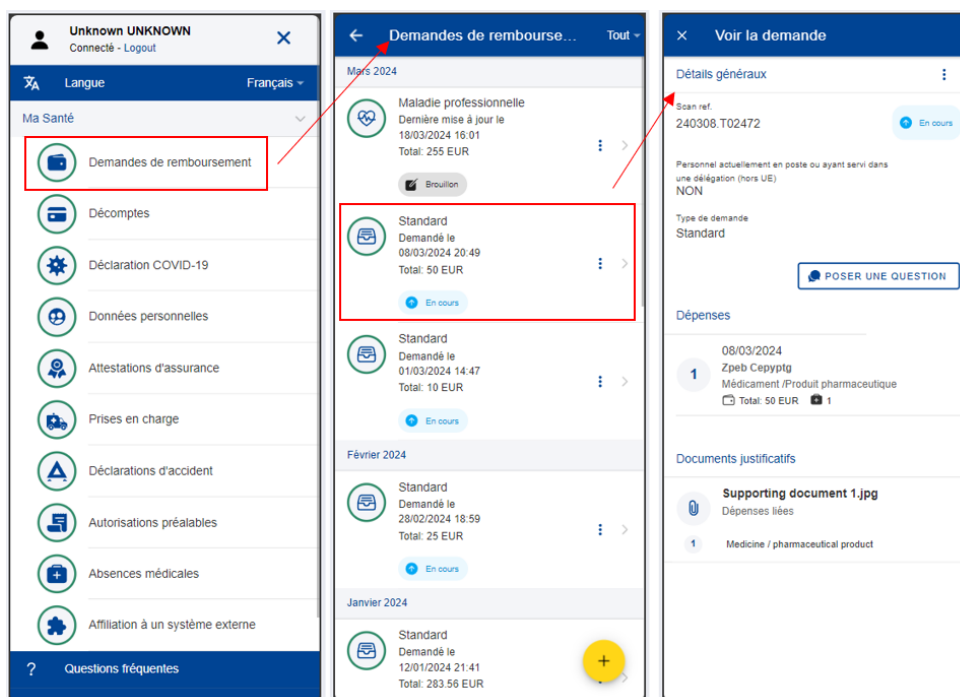 Unknown UNKNOWN
Connecté - Logout
Langue
Français
Ma Santé
Demandes de remboursement
Décomptes
Déclaration COVID-19
Données personnelles
Attestations d'assurance
Prises en charge
Déclarations d'accident
Autorisations préalables
Absences médicales
Affiliation à un système externe
? Questions fréquentes
Demandes de rembourse...
Tout
Mars 2024
Maladie professionnelle
Dernière mise à jour le
18/03/2024 16:01
Total: 255 EUR
Brouillon
Standard
Demandé le
08/03/2024 20:49
Total: 50 EUR
En cours
Standard
Demandé le
01/03/2024 14:47
Total: 10 EUR
En cours
Février 2024
Standard
Demandé le
28/02/2024 18:59
Total: 25 EUR
En cours
Janvier 2024
Standard
Demandé le
12/01/2024 21:41
Total: 283.56 EUR
Voir la demande
Détails généraux
Scan ref.
240308.T02472
En cours
Personnel actuellement en poste ou ayant servi dans
une délégation (hors UE)
NON
Type de demande
Standard
POSER UNE QUESTION
Dépenses
1
08/03/2024
Zpeb Cepyptg
Médicament /Produit pharmaceutique
Total: 50 EUR 1
Documents justificatifs
Supporting document 1.jpg
Dépenses liées
1 Medicine / pharmaceutical product